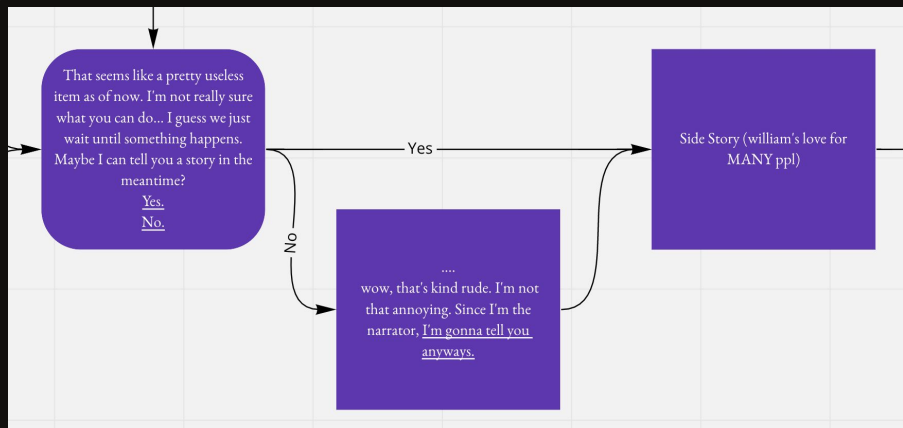 That seems like a pretty useless
item as of now. I'm not really sure
what you can do... I guess we just
wait until something happens.
Maybe I can tell you a story in the
meantime?
Yes.
No.
Yes
No
....
wow, that's kind rude. I'm not
that annoying. Since I'm the
narrator, I'm gonna tell you
anyways.
Side Story (william's love for
MANY ppl)